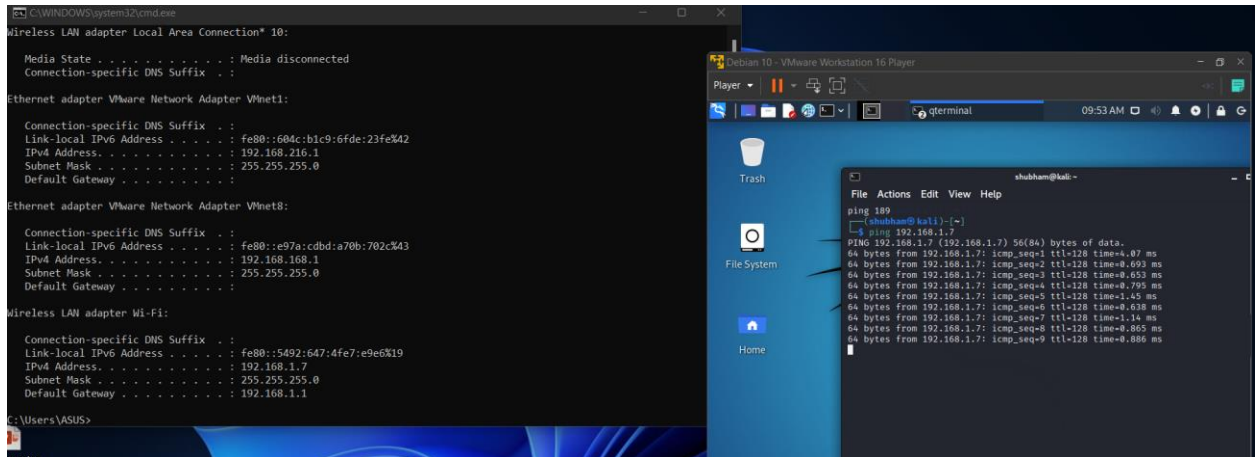 C:\WINDOWS\system32\cmd.exe
Wireless LAN adapter Local Area Connection* 10:
Media State . . . . . . . . . . . : Media disconnected
Connection-specific DNS Suffix . :
Ethernet adapter VMware Network Adapter VMnet1:
Connection-specific DNS Suffix . :
Link-local IPv6 Address . . . . . : fe80::604c:b1c9:6fde:23fe%42
IPv4 Address. . . . . . . . . . . : 192.168.216.1
Subnet Mask . . . . . . . . . . . : 255.255.255.0
Default Gateway . . . . . . . . . :
Ethernet adapter VMware Network Adapter VMnet8:
Connection-specific DNS Suffix . :
Link-local IPv6 Address . . . . . : fe80::e97a:cdbd:a70b:702c%43
IPv4 Address. . . . . . . . . . . : 192.168.168.1
Subnet Mask . . . . . . . . . . . : 255.255.255.0
Default Gateway . . . . . . . . . :
Wireless LAN adapter Wi-Fi:
Connection-specific DNS Suffix . :
Link-local IPv6 Address . . . . . : fe80::5492:647:4fe7:e9e6%19
IPv4 Address. . . . . . . . . . . : 192.168.1.7
Subnet Mask . . . . . . . . . . . : 255.255.255.0
Default Gateway . . . . . . . . . : 192.168.1.1
C:\Users\ASUS>
Debian 10 - VMware Workstation 16 Player
Player
qterminal
09:53 AM
Trash
File System
Home
shubham@kali: ~
File Actions Edit View Help
ping 189
(shubham㉿kali)-[~]
$ ping 192.168.1.7
PING 192.168.1.7 (192.168.1.7) 56(84) bytes of data.
64 bytes from 192.168.1.7: icmp_seq=1 ttl=128 time=4.07 ms
64 bytes from 192.168.1.7: icmp_seq=2 ttl=128 time=0.693 ms
64 bytes from 192.168.1.7: icmp_seq=3 ttl=128 time=0.653 ms
64 bytes from 192.168.1.7: icmp_seq=4 ttl=128 time=0.795 ms
64 bytes from 192.168.1.7: icmp_seq=5 ttl=128 time=1.45 ms
64 bytes from 192.168.1.7: icmp_seq=6 ttl=128 time=0.638 ms
64 bytes from 192.168.1.7: icmp_seq=7 ttl=128 time=1.14 ms
64 bytes from 192.168.1.7: icmp_seq=8 ttl=128 time=0.865 ms
64 bytes from 192.168.1.7: icmp_seq=9 ttl=128 time=0.886 ms